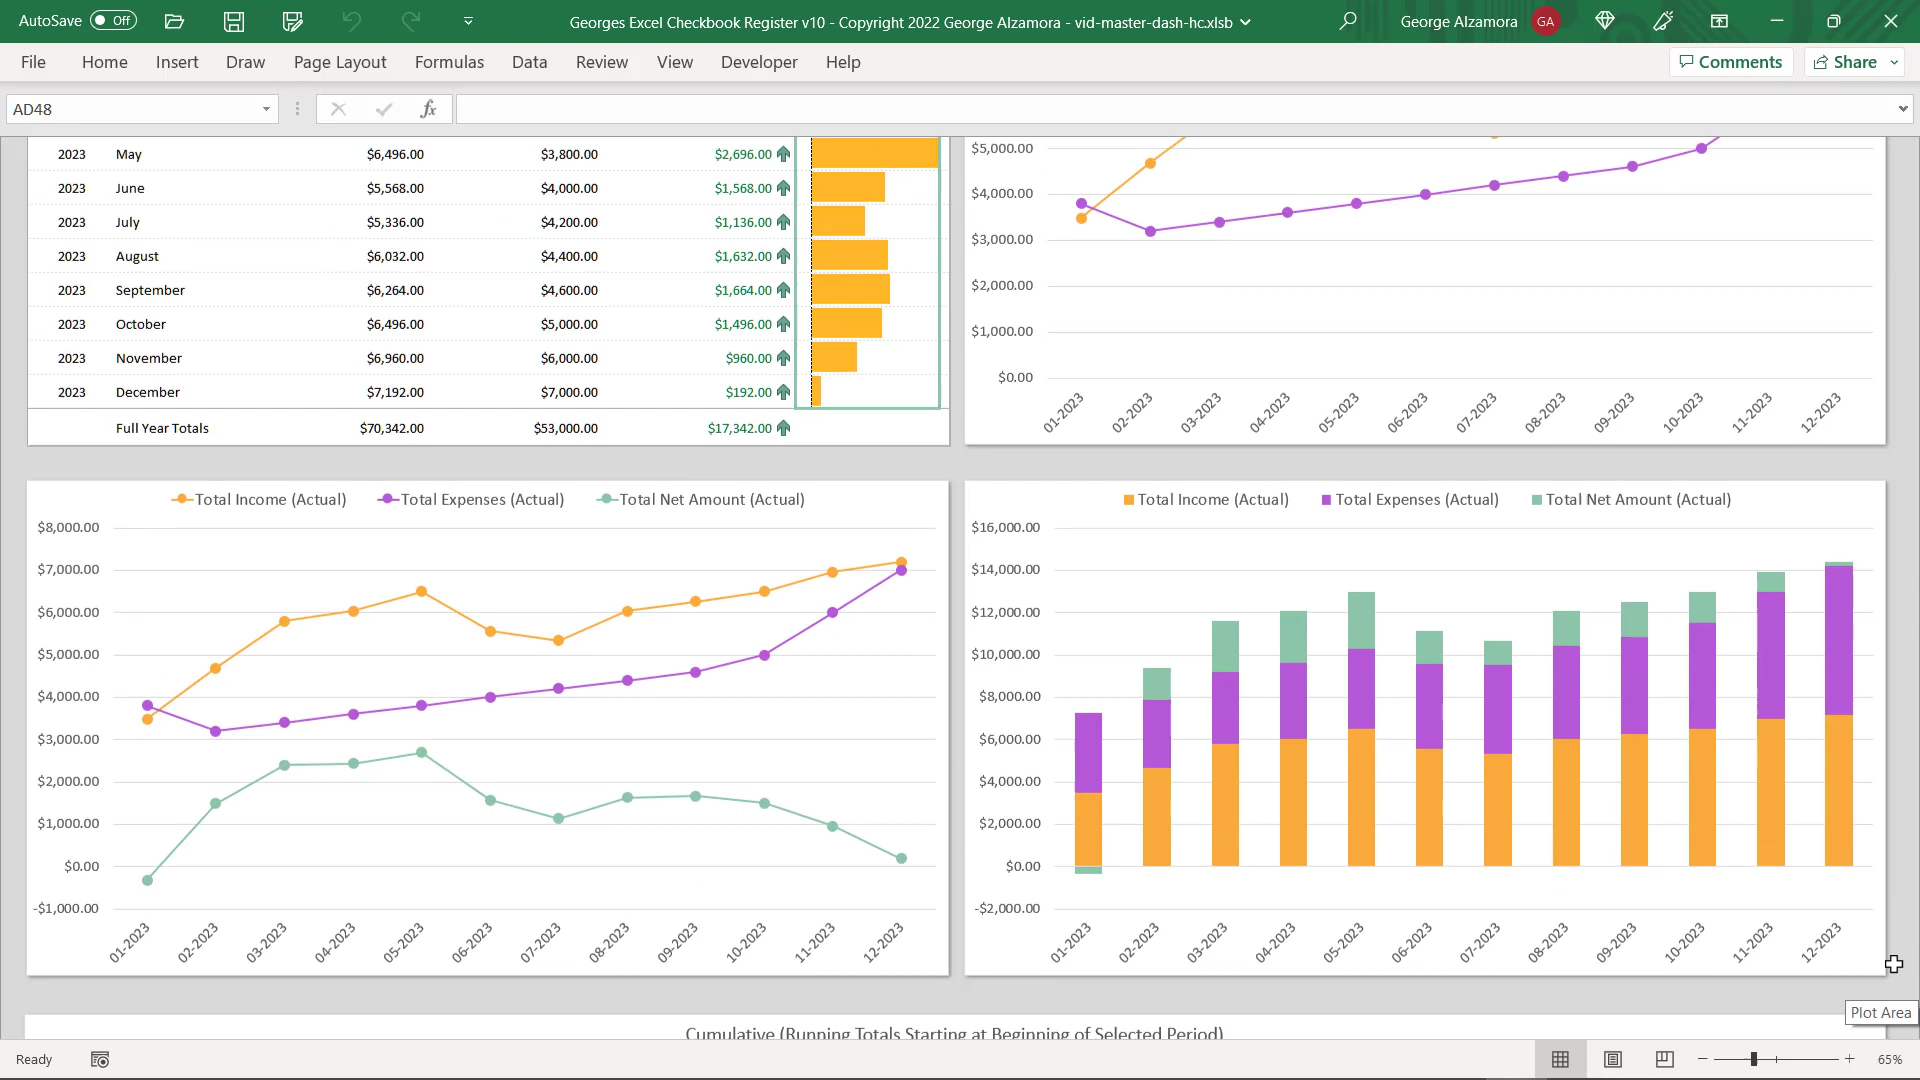 AutoSave Off
Georges Excel Checkbook Register v10 - Copyright 2022 George Alzamora - vid-master-dash-hc.xlsb
George Alzamora GA
File Home Insert Draw Page Layout Formulas Data Review View Developer Help
Comments Share
AD48
fx
2023 May $6,496.00 $3,800.00 $2,696.00
2023 June $5,568.00 $4,000.00 $1,568.00
2023 July $5,336.00 $4,200.00 $1,136.00
2023 August $6,032.00 $4,400.00 $1,632.00
2023 September $6,264.00 $4,600.00 $1,664.00
2023 October $6,496.00 $5,000.00 $1,496.00
2023 November $6,960.00 $6,000.00 $960.00
2023 December $7,192.00 $7,000.00 $192.00
Full Year Totals $70,342.00 $53,000.00 $17,342.00
$5,000.00
$4,000.00
$3,000.00
$2,000.00
$1,000.00
$0.00
01-2023 02-2023 03-2023 04-2023 05-2023 06-2023 07-2023 08-2023 09-2023 10-2023 11-2023 12-2023
Total Income (Actual) Total Expenses (Actual) Total Net Amount (Actual)
$8,000.00
$7,000.00
$6,000.00
$5,000.00
$4,000.00
$3,000.00
$2,000.00
$1,000.00
$0.00
-$1,000.00
01-2023 02-2023 03-2023 04-2023 05-2023 06-2023 07-2023 08-2023 09-2023 10-2023 11-2023 12-2023
Total Income (Actual) Total Expenses (Actual) Total Net Amount (Actual)
$16,000.00
$14,000.00
$12,000.00
$10,000.00
$8,000.00
$6,000.00
$4,000.00
$2,000.00
$0.00
-$2,000.00
01-2023 02-2023 03-2023 04-2023 05-2023 06-2023 07-2023 08-2023 09-2023 10-2023 11-2023 12-2023
Plot Area
Cumulative (Running Totals Starting at Beginning of Selected Period)
Ready
65%